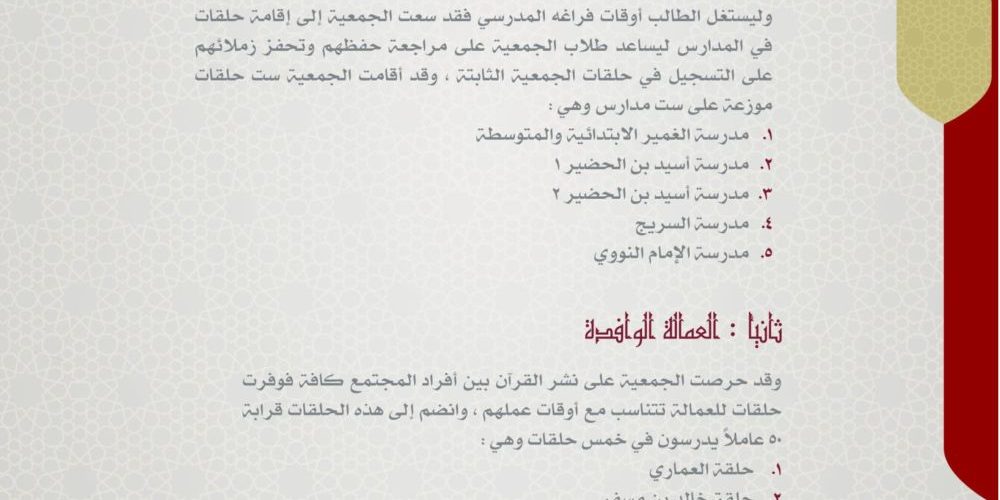 وليستغل الطالب أوقات فراغه المدرسي فقد سعت الجمعية إلى إقامة حلقات
في المدارس ليساعد طلاب الجمعية على مراجعة حفظهم وتحفز زملائهم
على التسجيل في حلقات الجمعية الثابتة ، وقد أقامت الجمعية ست حلقات
موزعة على ست مدارس وهي :
١. مدرسة الغمير الابتدائية والمتوسطة
٢. مدرسة أسيد بن الحضير ١
٣. مدرسة أسيد بن الحضير ٢
٤. مدرسة السريج
٥. مدرسة الإمام النووي
ثانياً : العمالة الوافدة
وقد حرصت الجمعية على نشر القرآن بين أفراد المجتمع كافة فوفرت
حلقات للعمالة تتناسب مع أوقات عملهم ، وانضم إلى هذه الحلقات قرابة
٥٠ عاملاً يدرسون في خمس حلقات وهي :
١. حلقة العماري
٢. حلقة خالد بن مسفر